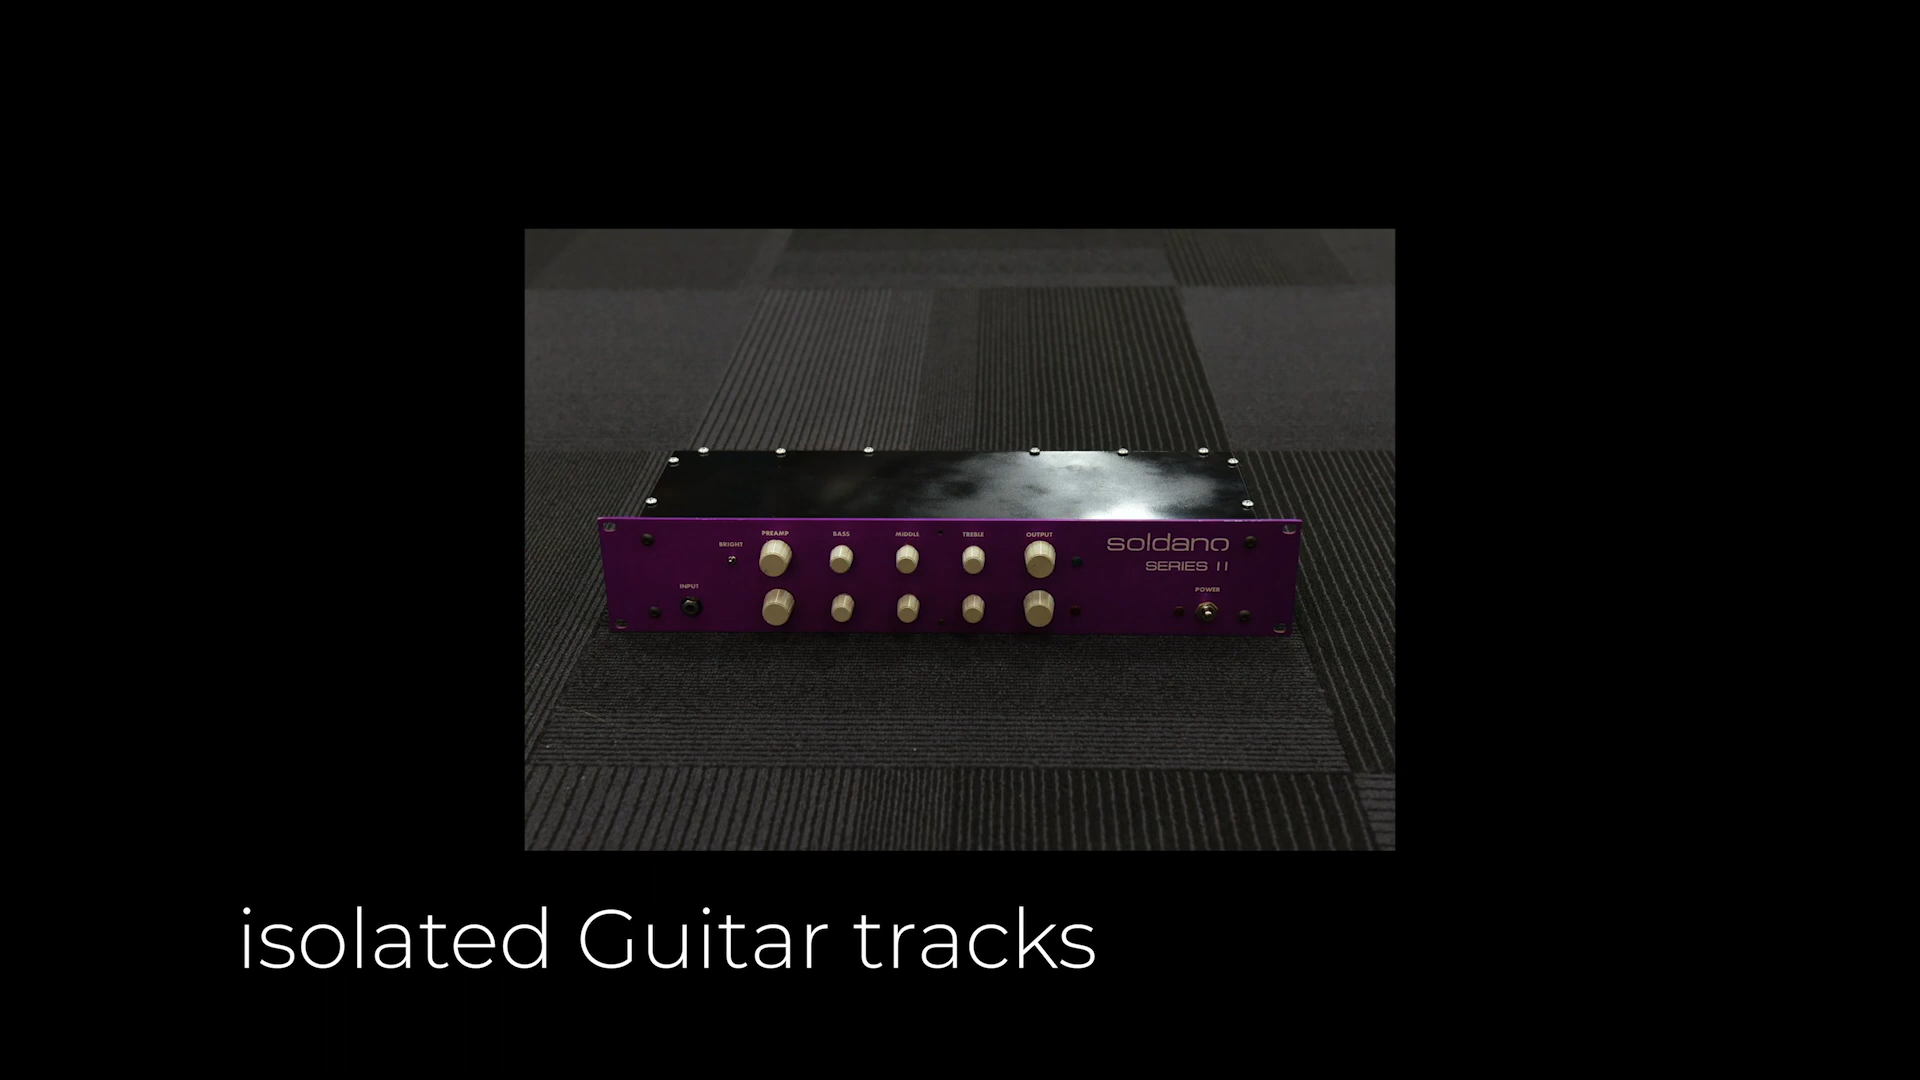 PREAMP BASS MIDDLE TREBLE OUTPUT
BRIGHT
soldano
SERIES II
INPUT
POWER
isolated Guitar tracks